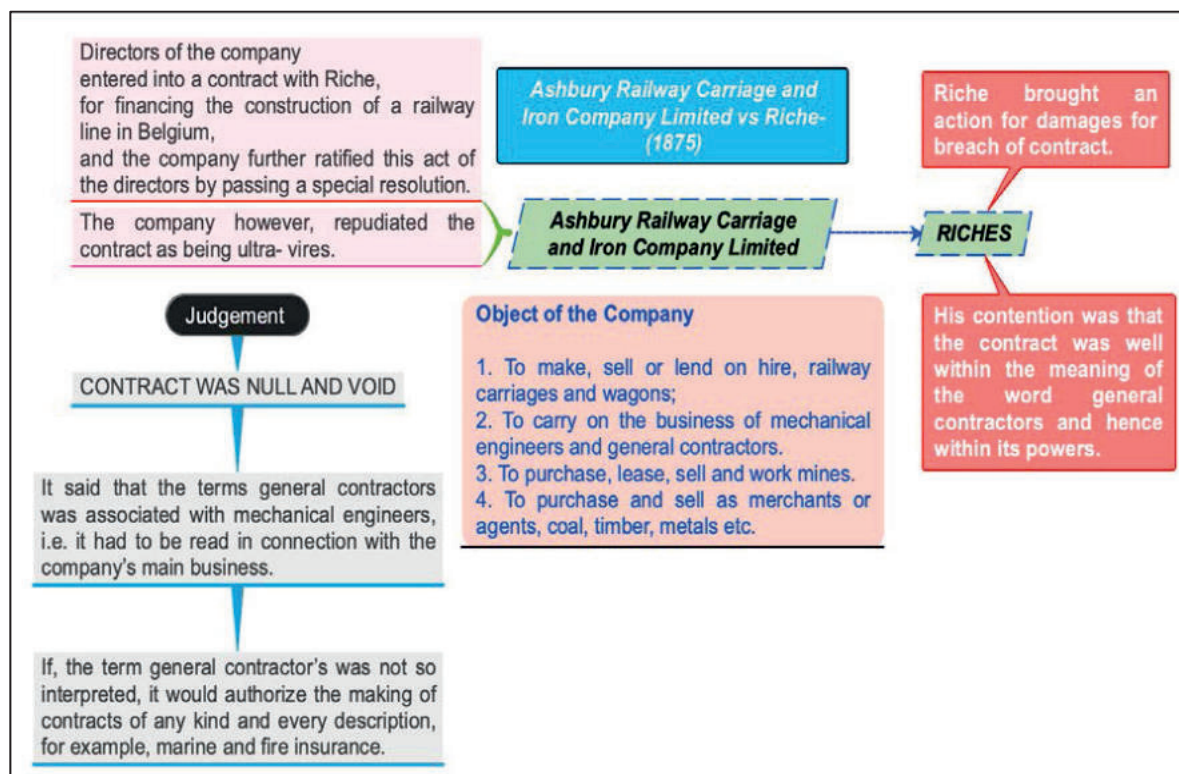 Directors of the company
entered into a contract with Riche,
for financing the construction of a railway
line in Belgium,
and the company further ratified this act of
the directors by passing a special resolution.
The company however, repudiated the
contract as being ultra- vires.
Ashbury Railway Carriage and
Iron Company Limited vs Riche-
(1875)
Ashbury Railway Carriage
and Iron Company Limited
Riche brought an
action for damages for
breach of contract.
RICHES
His contention was that
the contract was well
within the meaning of
the word general
contractors and hence
within its powers.
Judgement
CONTRACT WAS NULL AND VOID
It said that the terms general contractors
was associated with mechanical engineers,
i.e. it had to be read in connection with the
company's main business.
If, the term general contractor's was not so
interpreted, it would authorize the making of
contracts of any kind and every description,
for example, marine and fire insurance.
Object of the Company
1. To make, sell or lend on hire, railway
carriages and wagons;
2. To carry on the business of mechanical
engineers and general contractors.
3. To purchase, lease, sell and work mines.
4. To purchase and sell as merchants or
agents, coal, timber, metals etc.